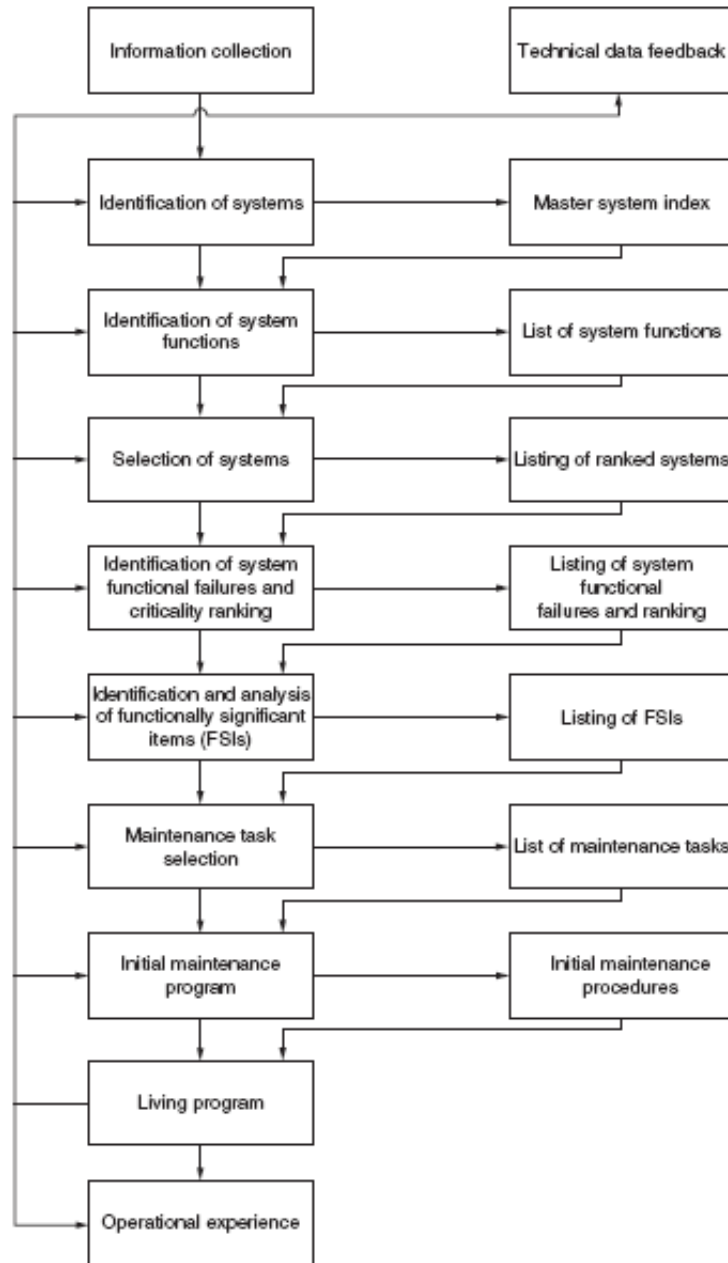 Information collection
Technical data feedback
Identification of systems
Master system index
Identification of system
functions
List of system functions
Selection of systems
Listing of ranked systems
Identification of system
functional failures and
criticality ranking
Listing of system
functional
failures and ranking
Identification and analysis
of functionally significant
items (FSIs)
Listing of FSIs
Maintenance task
selection
List of maintenance tasks
Initial maintenance
program
Initial maintenance
procedures
Living program
Operational experience